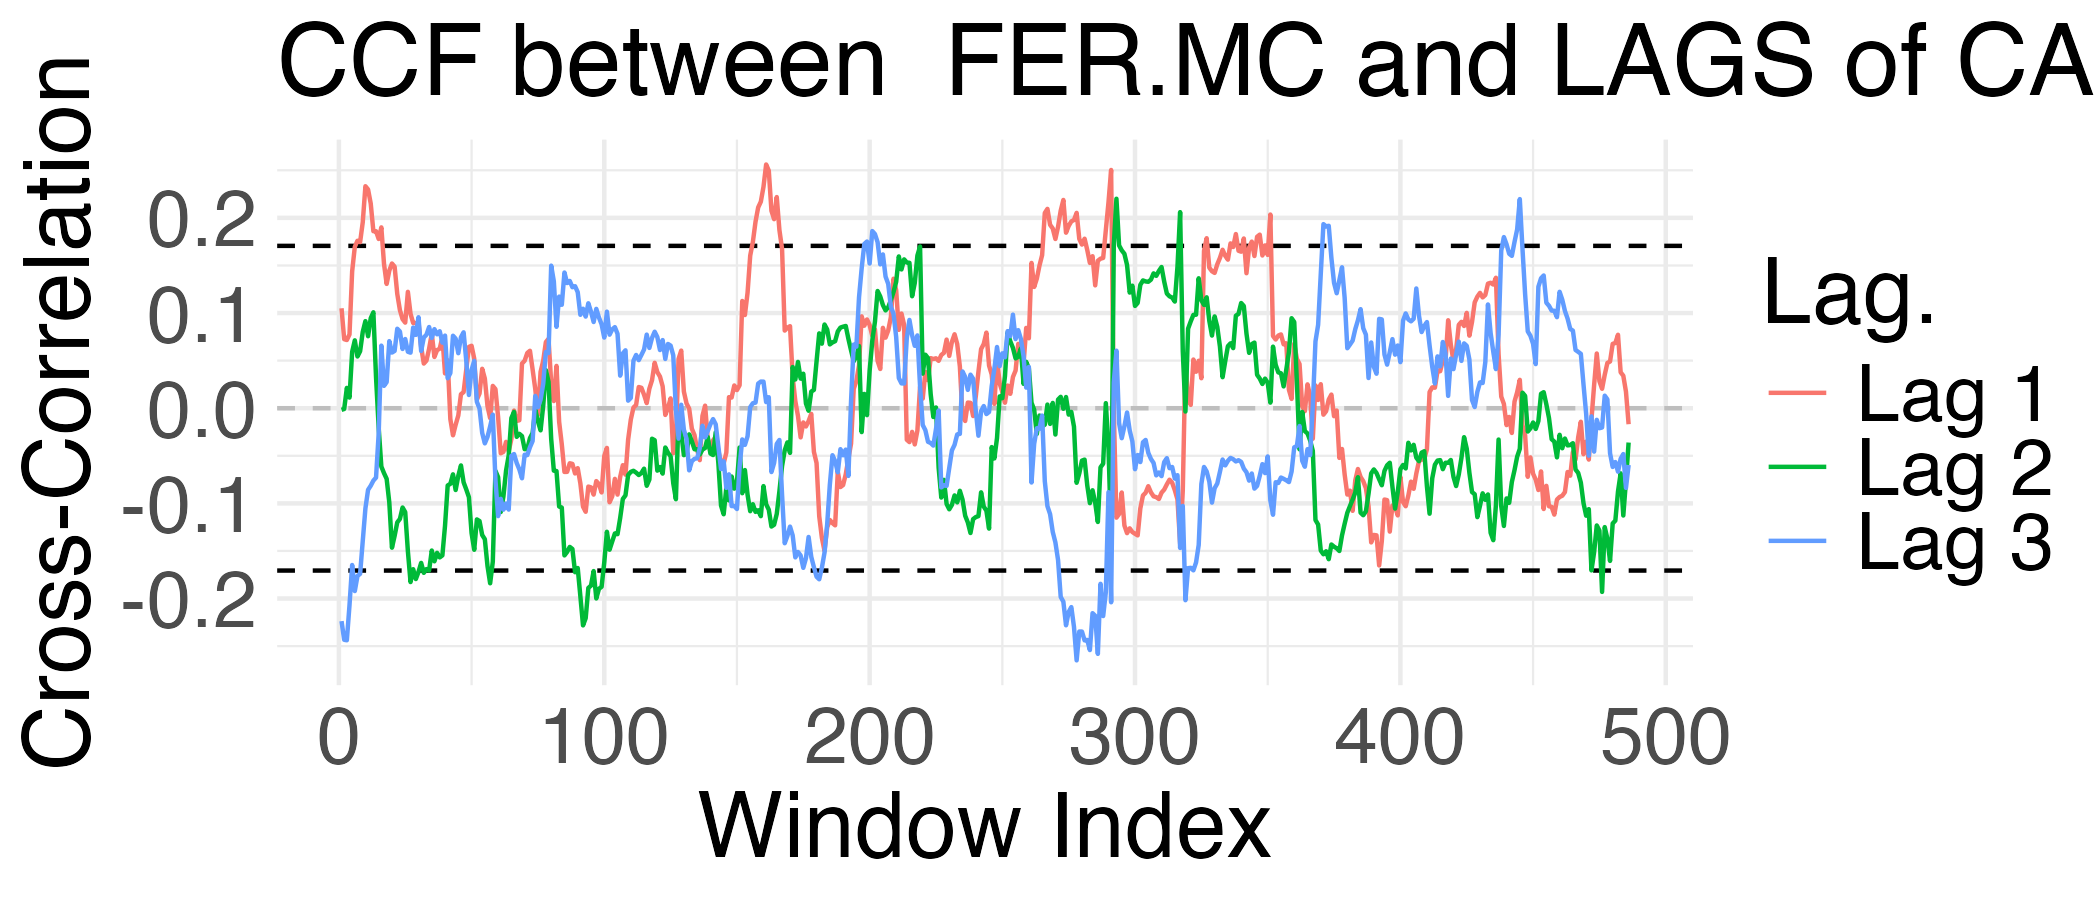 CCF between  FER.MC and LAGS of CA
Cross-Correlation
0.2
0.1
0.0
-0.1
-0.2
0 100 200 300 400 500
Window Index
Lag.
Lag 1
Lag 2
Lag 3